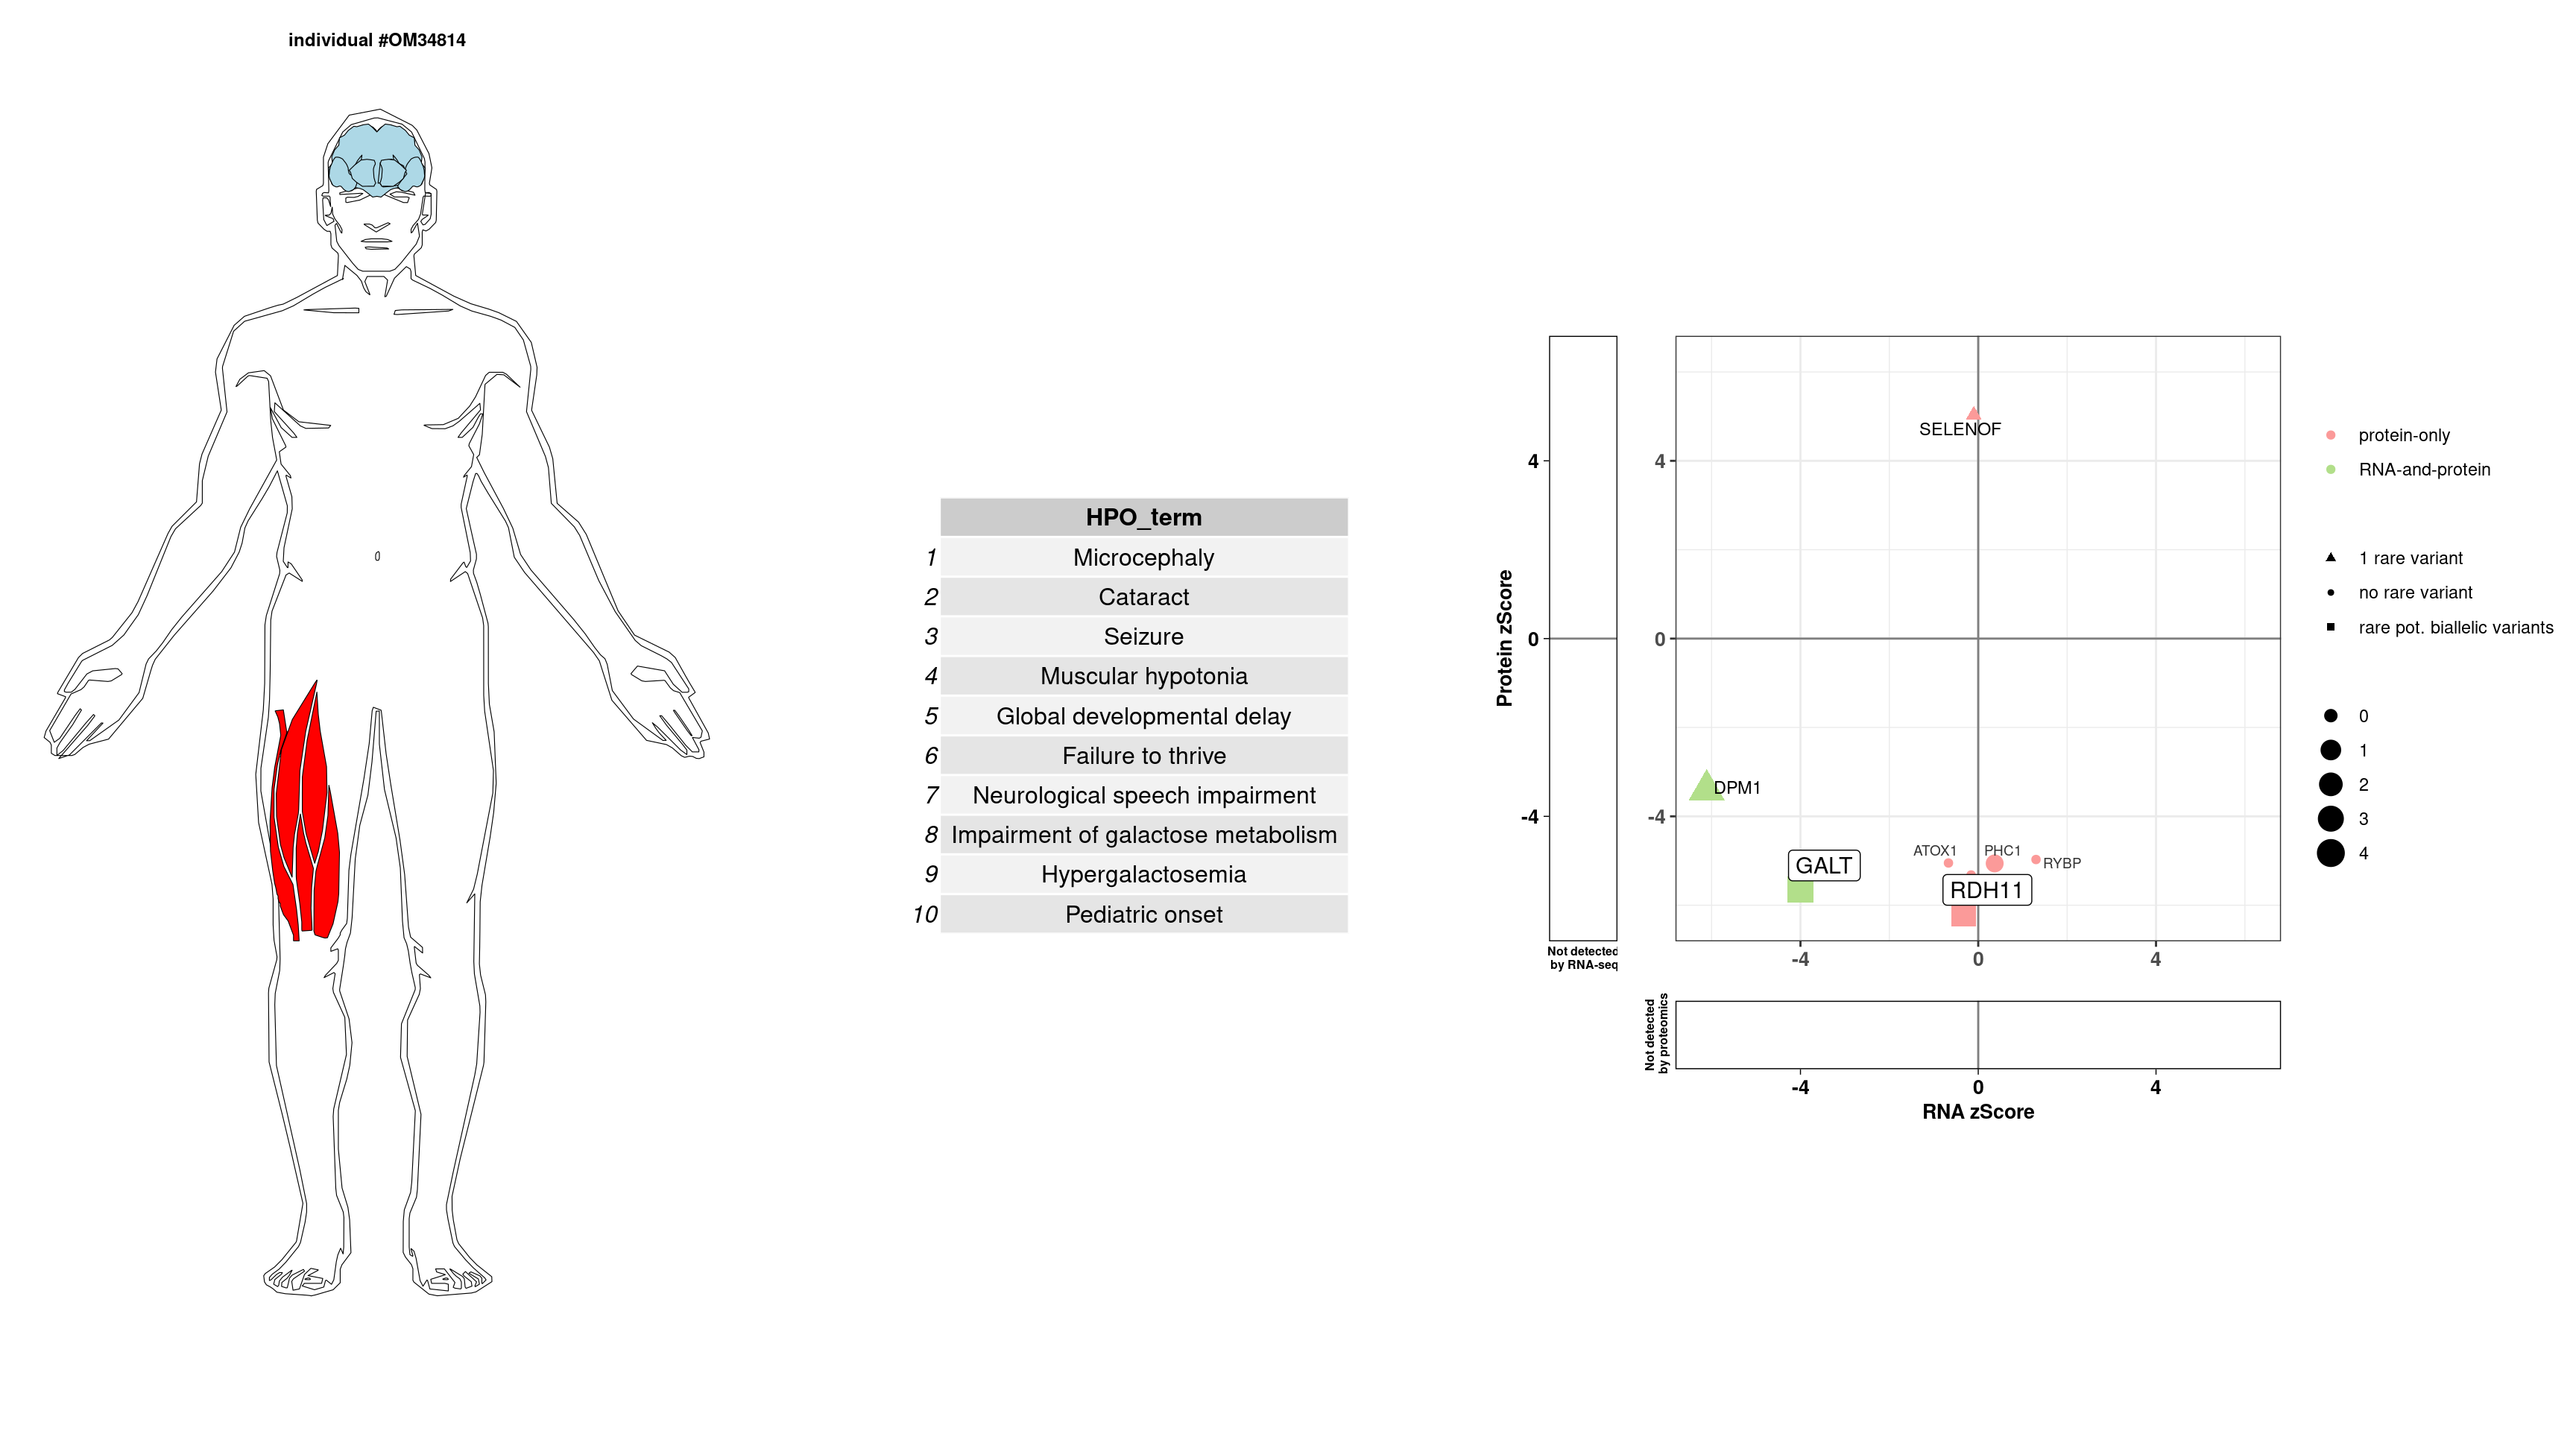 individual #OM34814
HPO_term
1 Microcephaly
2 Cataract
3 Seizure
4 Muscular hypotonia
5 Global developmental delay
6 Failure to thrive
7 Neurological speech impairment
8 Impairment of galactose metabolism
9 Hypergalactosemia
10 Pediatric onset
Protein zScore
4
0
-4
Not detected
by RNA-seq
4
0
-4
SELENOF
DPM1
GALT
ATOX1
PHC1
RYBP
RDH11
-4 0 4
Not detected
by proteomics
-4 0 4
RNA zScore
protein-only
RNA-and-protein
1 rare variant
no rare variant
rare pot. biallelic variants
0
1
2
3
4